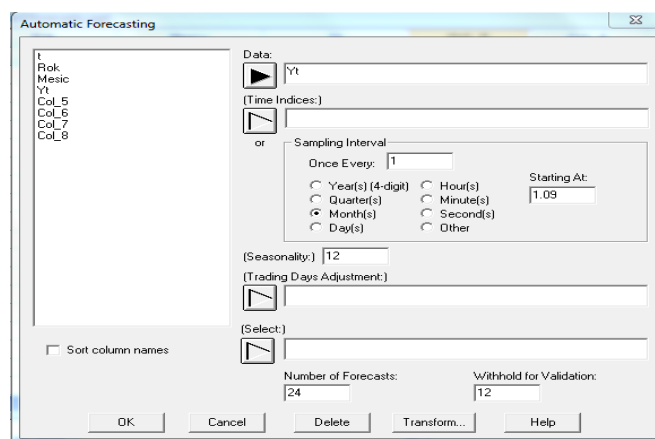 Automatic Forecasting
t
Rok
Mesic
Yt
Col_5
Col_6
Col_7
Col_8
Sort column names
Data:
Yt
(Time Indices:)
or
Sampling Interval
Once Every: 1
Year(s) (4-digit) Hour(s)
Quarter(s) Minute(s)
Month(s) Second(s)
Day(s) Other
Starting At:
1.09
(Seasonality:) 12
(Trading Days Adjustment:)
(Select:)
Number of Forecasts: Withhold for Validation:
24 12
OK Cancel Delete Transform... Help